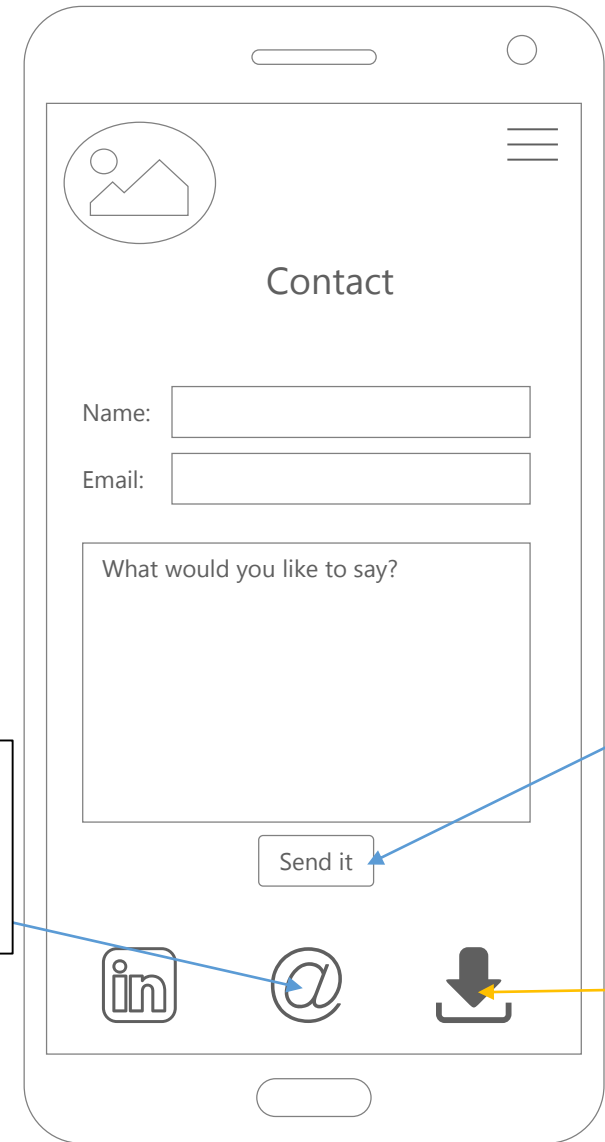 Contact
Name:
Email:
What would you like to say?
Send it
in
@